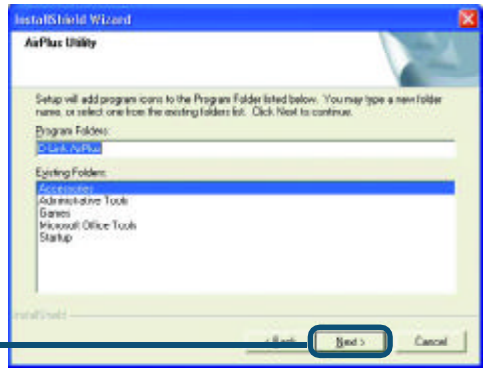 InstallShield Wizard
AirPlus Utility
Setup will add program icons to the Program Folder listed below. You may type a new folder
name, or select one from the existing folders list. Click Next to continue.
Program Folders:
D-Link AirPlus
Existing Folders:
Accessories
Administrative Tools
Games
Microsoft Office Tools
Startup
InstallShield
< Back
Next >
Cancel